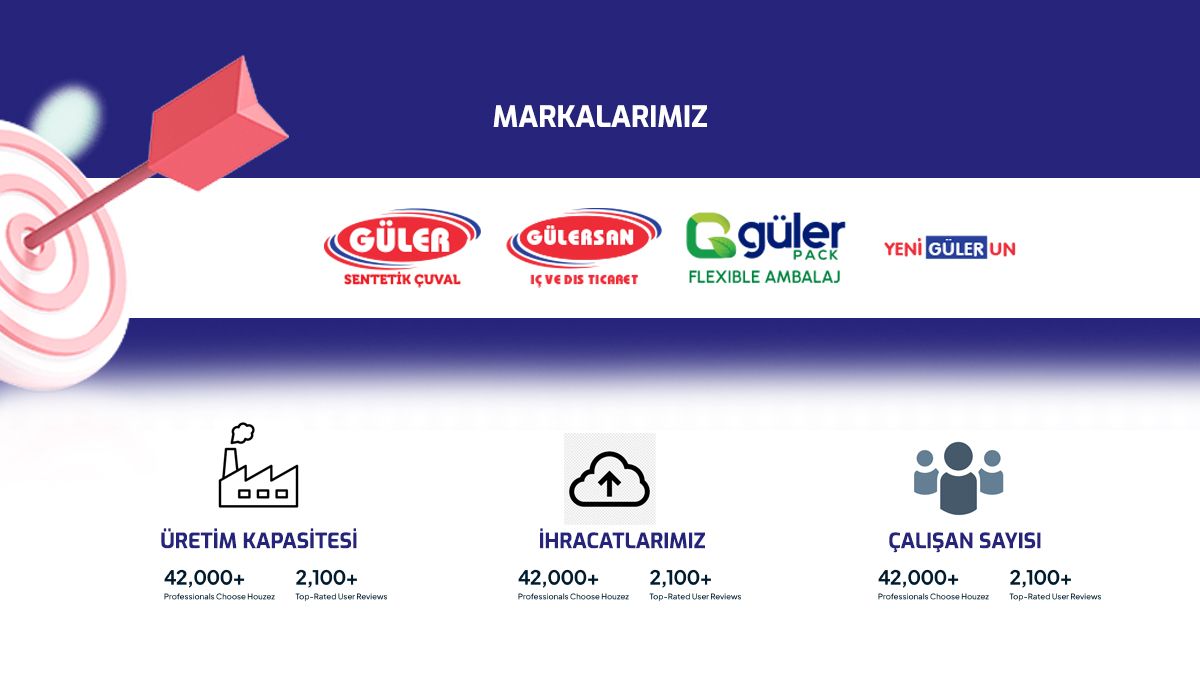 MARKALARIMIZ
GÜLER
SENTETİK ÇUVAL
GÜLERSAN
IÇ VE DIS TICARET
güler
PACK
FLEXIBLE AMBALAJ
YENİ GÜLER UN
ÜRETİM KAPASİTESİ
42,000+ 2,100+
Professionals Choose Houzez Top-Rated User Reviews
İHRACATLARIMIZ
42,000+ 2,100+
Professionals Choose Houzez Top-Rated User Reviews
ÇALIŞAN SAYISI
42,000+ 2,100+
Professionals Choose Houzez Top-Rated User Reviews